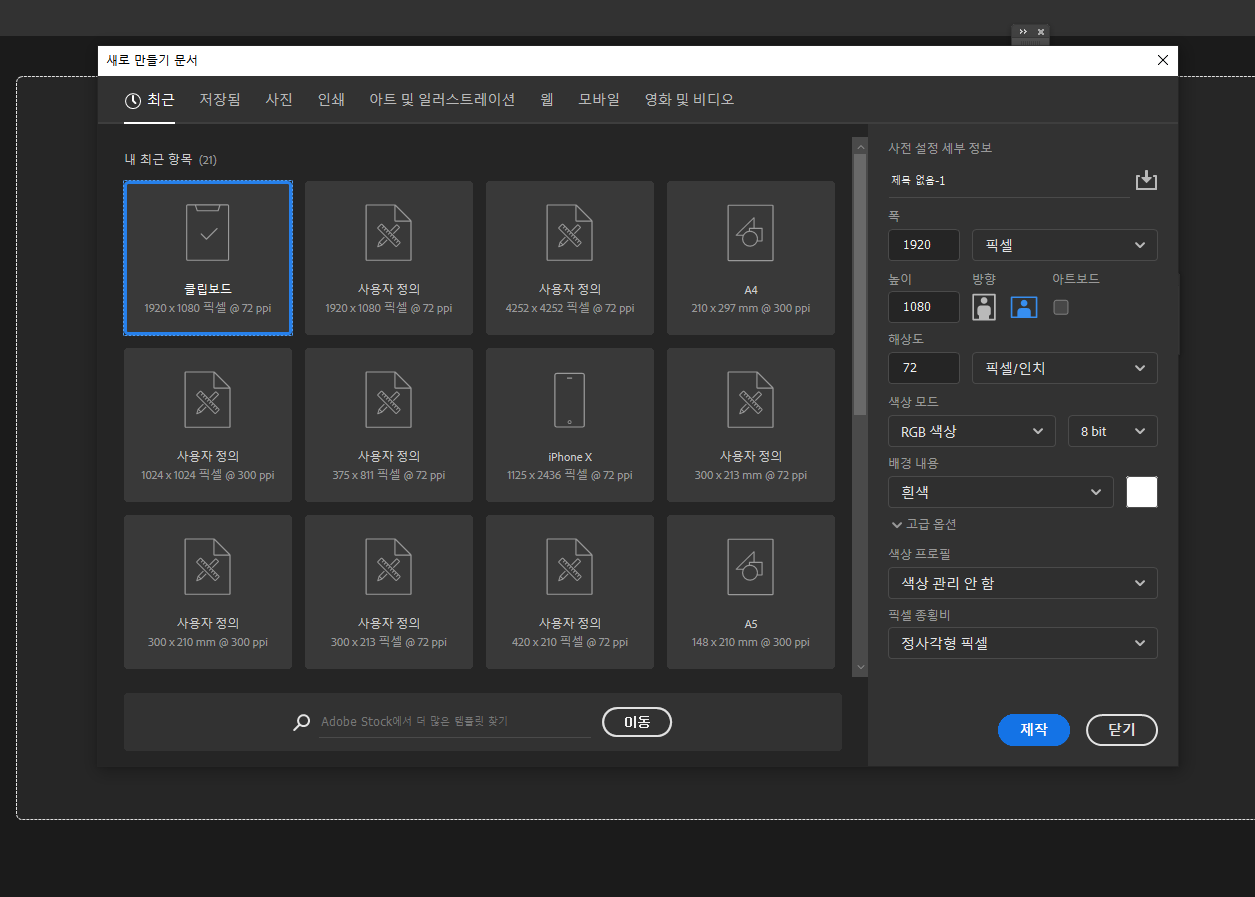 새로 만들기 문서
최근 저장됨 사진 인쇄 아트 및 일러스트레이션 웹 모바일 영화 및 비디오
내 최근 항목 (21)
클립보드
1920 x 1080 픽셀 @ 72 ppi
사용자 정의
1920 x 1080 픽셀 @ 72 ppi
사용자 정의
4252 x 4252 픽셀 @ 72 ppi
A4
210 x 297 mm @ 300 ppi
사용자 정의
1024 x 1024 픽셀 @ 300 ppi
사용자 정의
375 x 811 픽셀 @ 72 ppi
iPhone X
1125 x 2436 픽셀 @ 72 ppi
사용자 정의
300 x 213 mm @ 72 ppi
사용자 정의
300 x 210 mm @ 300 ppi
사용자 정의
300 x 213 픽셀 @ 72 ppi
사용자 정의
420 x 210 픽셀 @ 72 ppi
A5
148 x 210 mm @ 300 ppi
Adobe Stock에서 더 많은 템플릿 찾기
이동
사전 설정 세부 정보
제목 없음-1
폭
1920 픽셀
높이 방향 아트보드
1080
해상도
72 픽셀/인치
색상 모드
RGB 색상 8 bit
배경 내용
흰색
고급 옵션
색상 프로필
색상 관리 안 함
픽셀 종횡비
정사각형 픽셀
제작 닫기